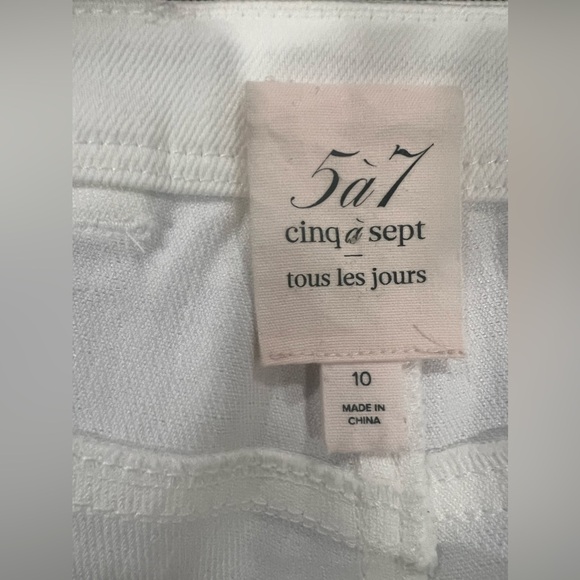 5à7
cinq à sept
tous les jours
10
MADE IN
CHINA